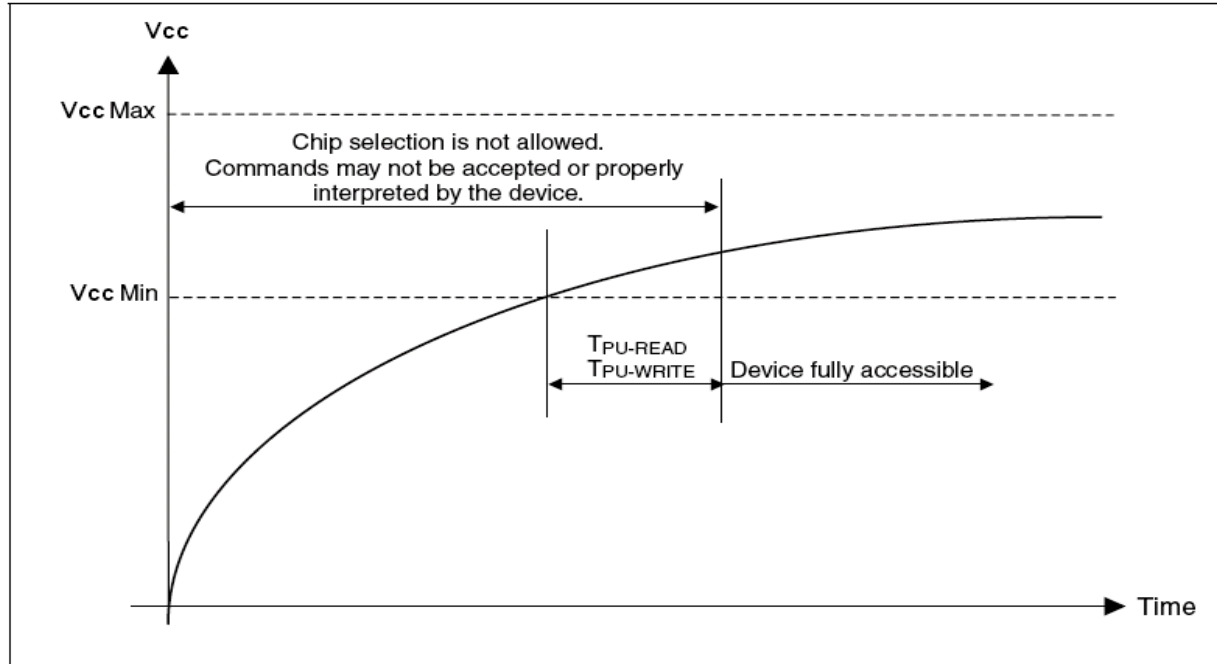 Vcc
Vcc Max
Chip selection is not allowed.
Commands may not be accepted or properly
interpreted by the device.
Vcc Min
TPU-READ
TPU-WRITE
Device fully accessible
Time